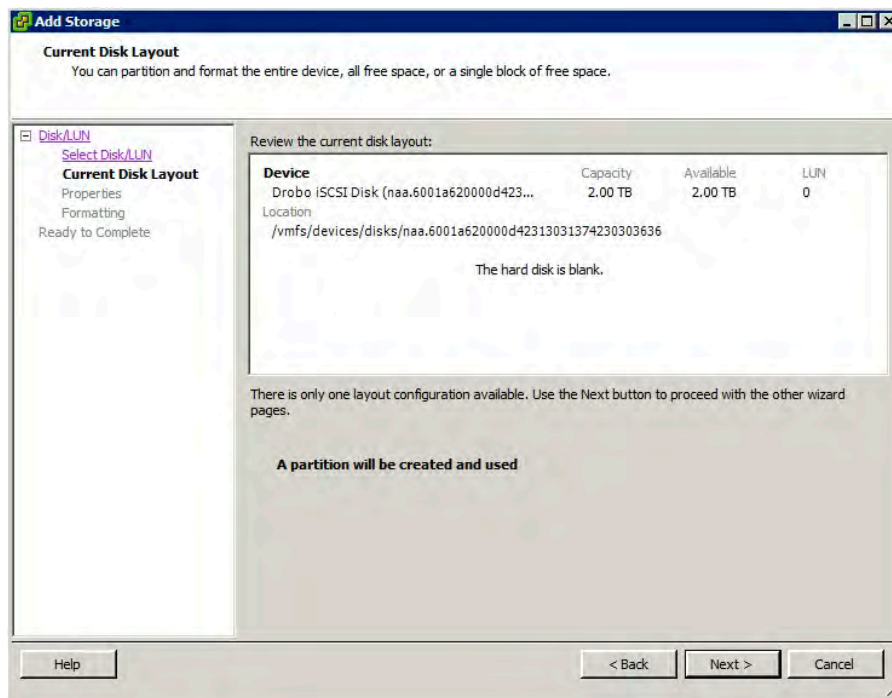 Add Storage
Current Disk Layout
You can partition and format the entire device, all free space, or a single block of free space.
Disk/LUN
Select Disk/LUN
Current Disk Layout
Properties
Formatting
Ready to Complete
Review the current disk layout:
Device Capacity Available LUN
Drobo iSCSI Disk (naa.6001a620000d423... 2.00 TB 2.00 TB 0
Location
/vmfs/devices/disks/naa.6001a620000d42313031374230303636
The hard disk is blank.
There is only one layout configuration available. Use the Next button to proceed with the other wizard
pages.
A partition will be created and used
Help < Back Next > Cancel